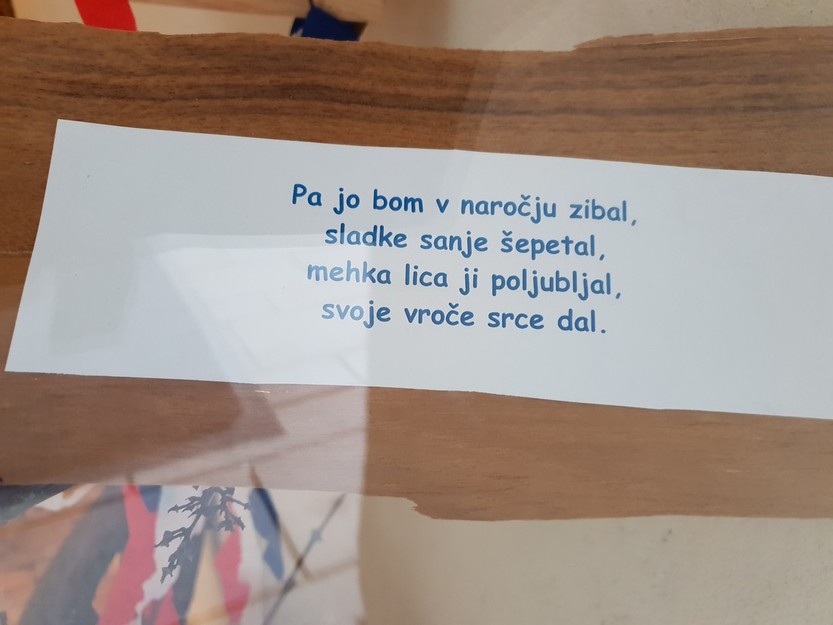 Pa jo bom v naročju zibal,
sladke sanje šepetal,
mehka lica ji poljubljal,
svoje vroče srce dal.